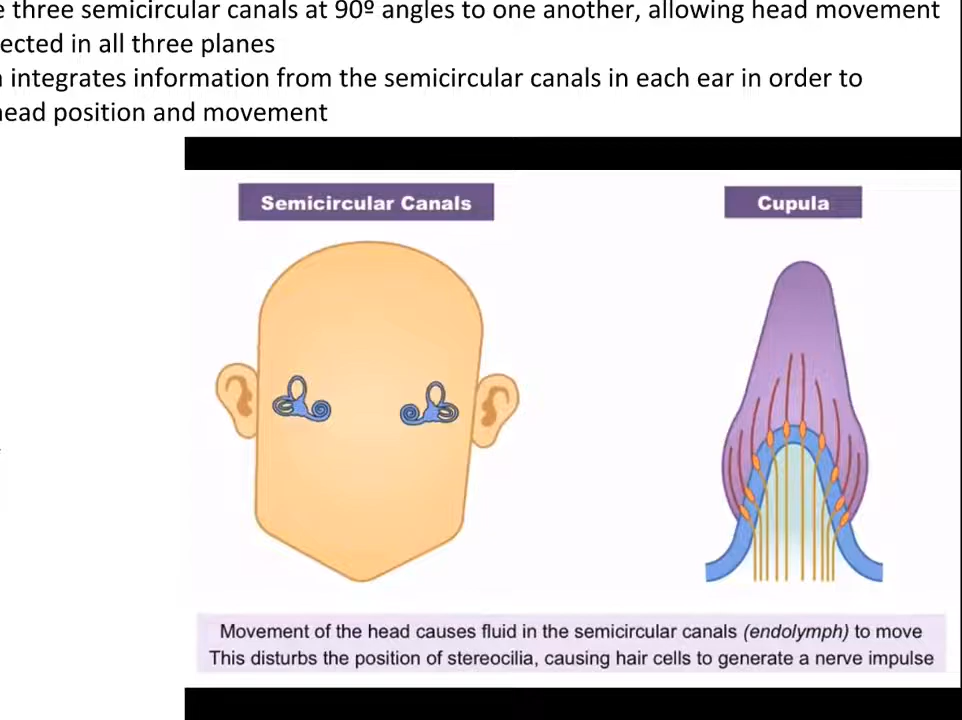 three semicircular canals at 90º angles to one another, allowing head movement
ected in all three planes
integrates information from the semicircular canals in each ear in order to
head position and movement
Semicircular Canals
Cupula
Movement of the head causes fluid in the semicircular canals (endolymph) to move
This disturbs the position of stereocilia, causing hair cells to generate a nerve impulse